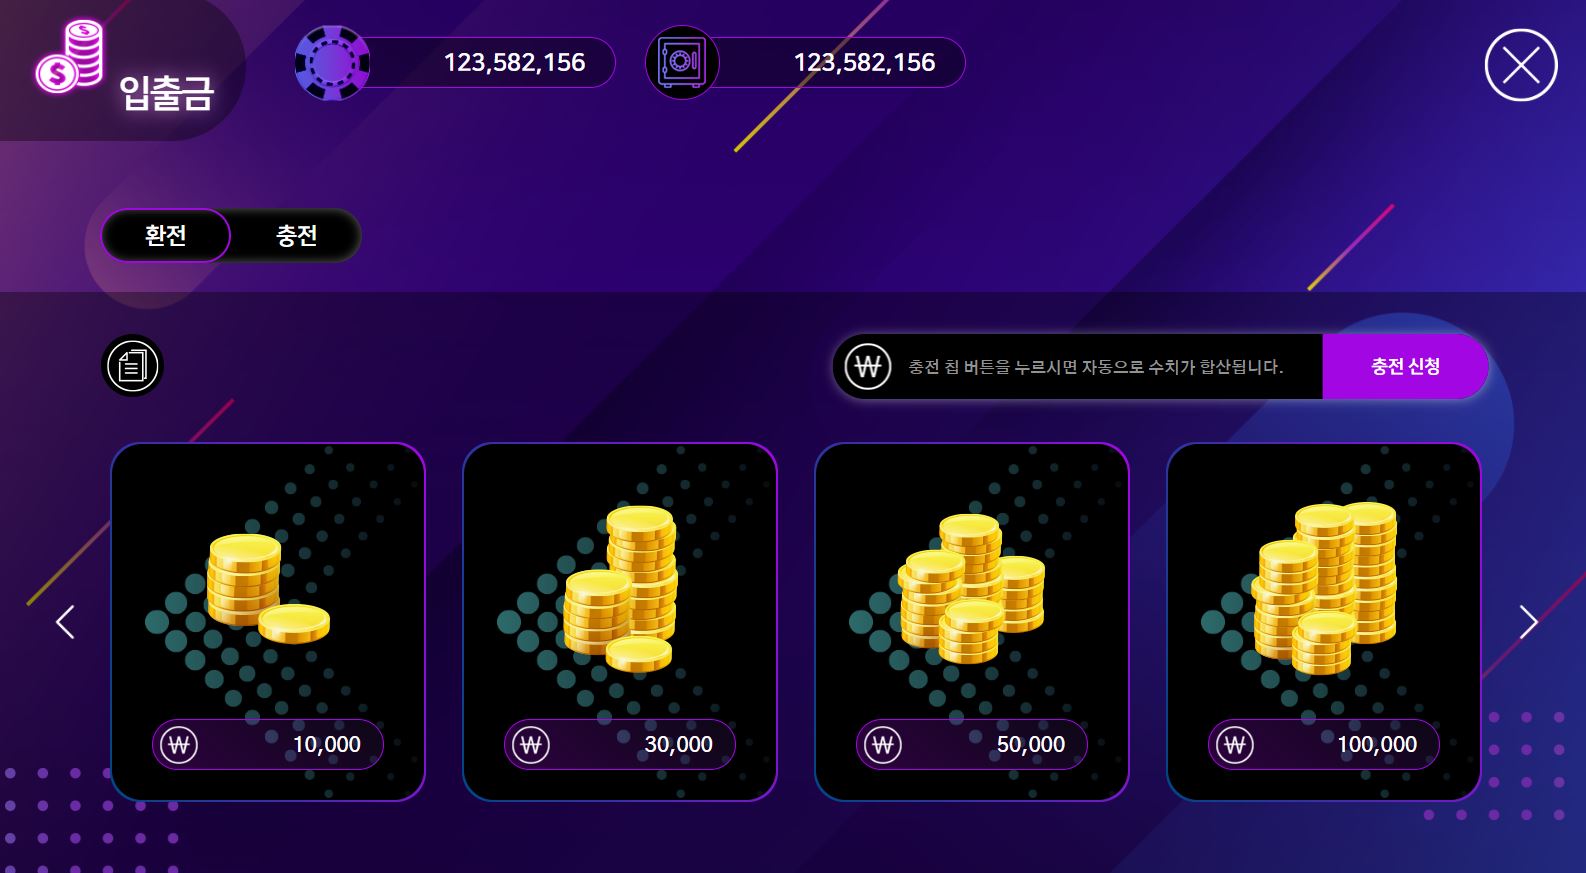 입출금
123,582,156
123,582,156
환전
충전
충전 칩 버튼을 누르시면 자동으로 수치가 합산됩니다.
충전 신청
10,000
30,000
50,000
100,000